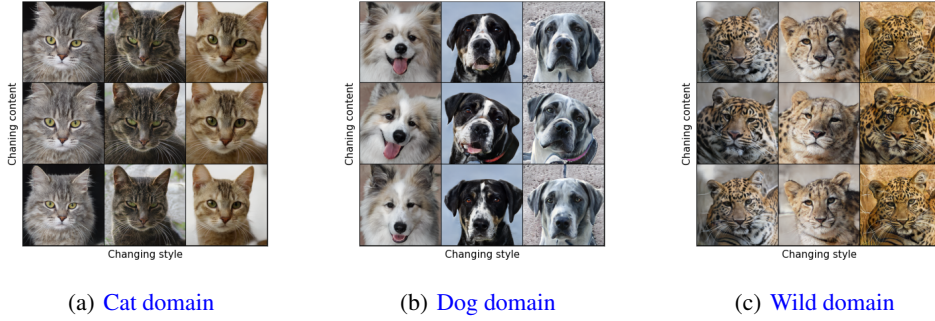 Chaning content
Changing style
(a) Cat domain
Chaning content
Changing style
(b) Dog domain
Chaning content
Changing style
(c) Wild domain